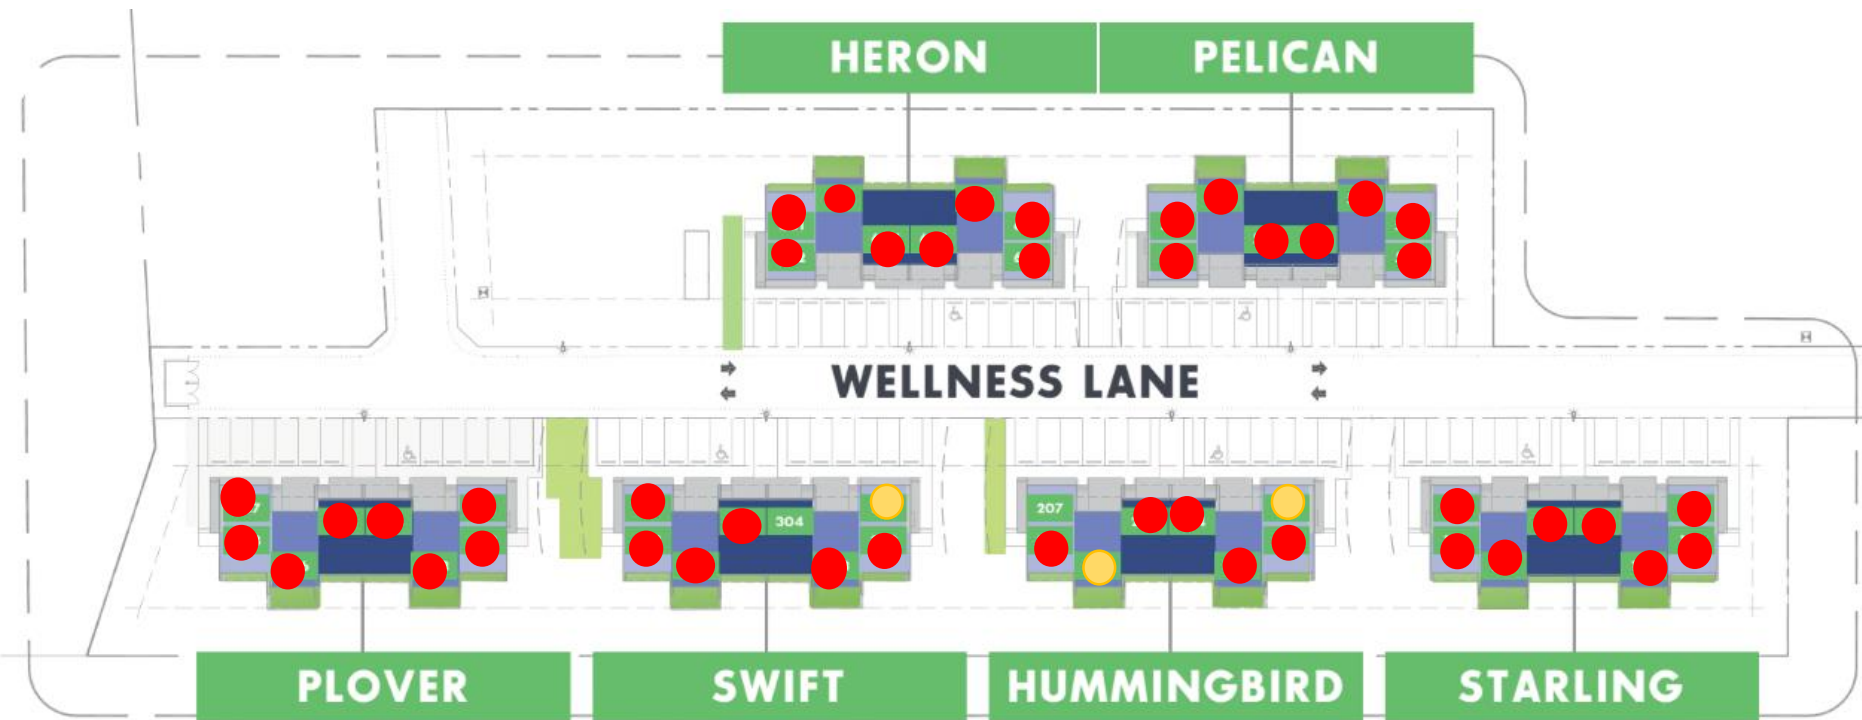 HERON
PELICAN
WELLNESS LANE
304
207
PLOVER
SWIFT
HUMMINGBIRD
STARLING